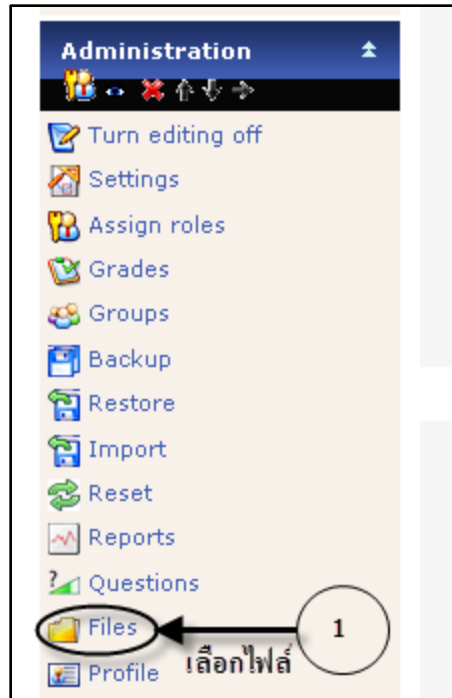 Administration
Turn editing off
Settings
Assign roles
Grades
Groups
Backup
Restore
Import
Reset
Reports
Questions
Files
1
เลือกไฟล์
Profile